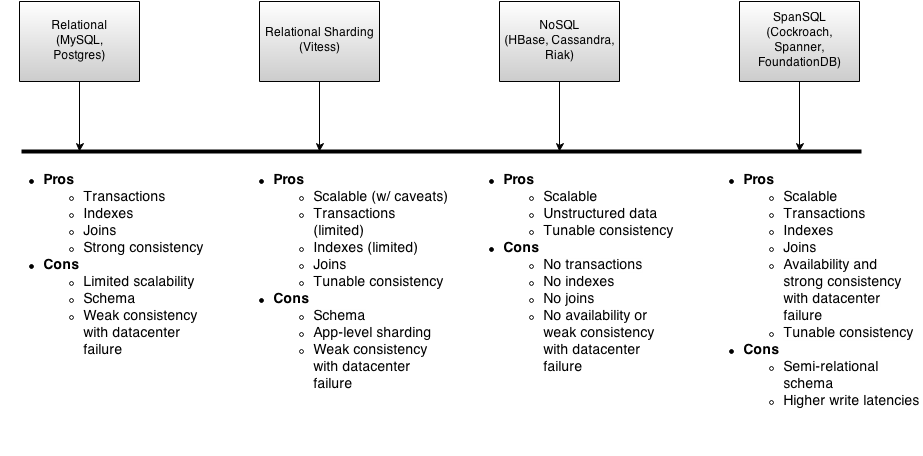 Relational
(MySQL,
Postgres)
Relational Sharding
(Vitess)
NoSQL
(HBase, Cassandra,
Riak)
SpanSQL
(Cockroach,
Spanner,
FoundationDB)
Pros
Transactions
Indexes
Joins
Strong consistency
Cons
Limited scalability
Schema
Weak consistency
with datacenter
failure
Pros
Scalable (w/ caveats)
Transactions
(limited)
Indexes (limited)
Joins
Tunable consistency
Cons
Schema
App-level sharding
Weak consistency
with datacenter
failure
Pros
Scalable
Unstructured data
Tunable consistency
Cons
No transactions
No indexes
No joins
No availability or
weak consistency
with datacenter
failure
Pros
Scalable
Transactions
Indexes
Joins
Availability and
strong consistency
with datacenter
failure
Tunable consistency
Cons
Semi-relational
schema
Higher write latencies